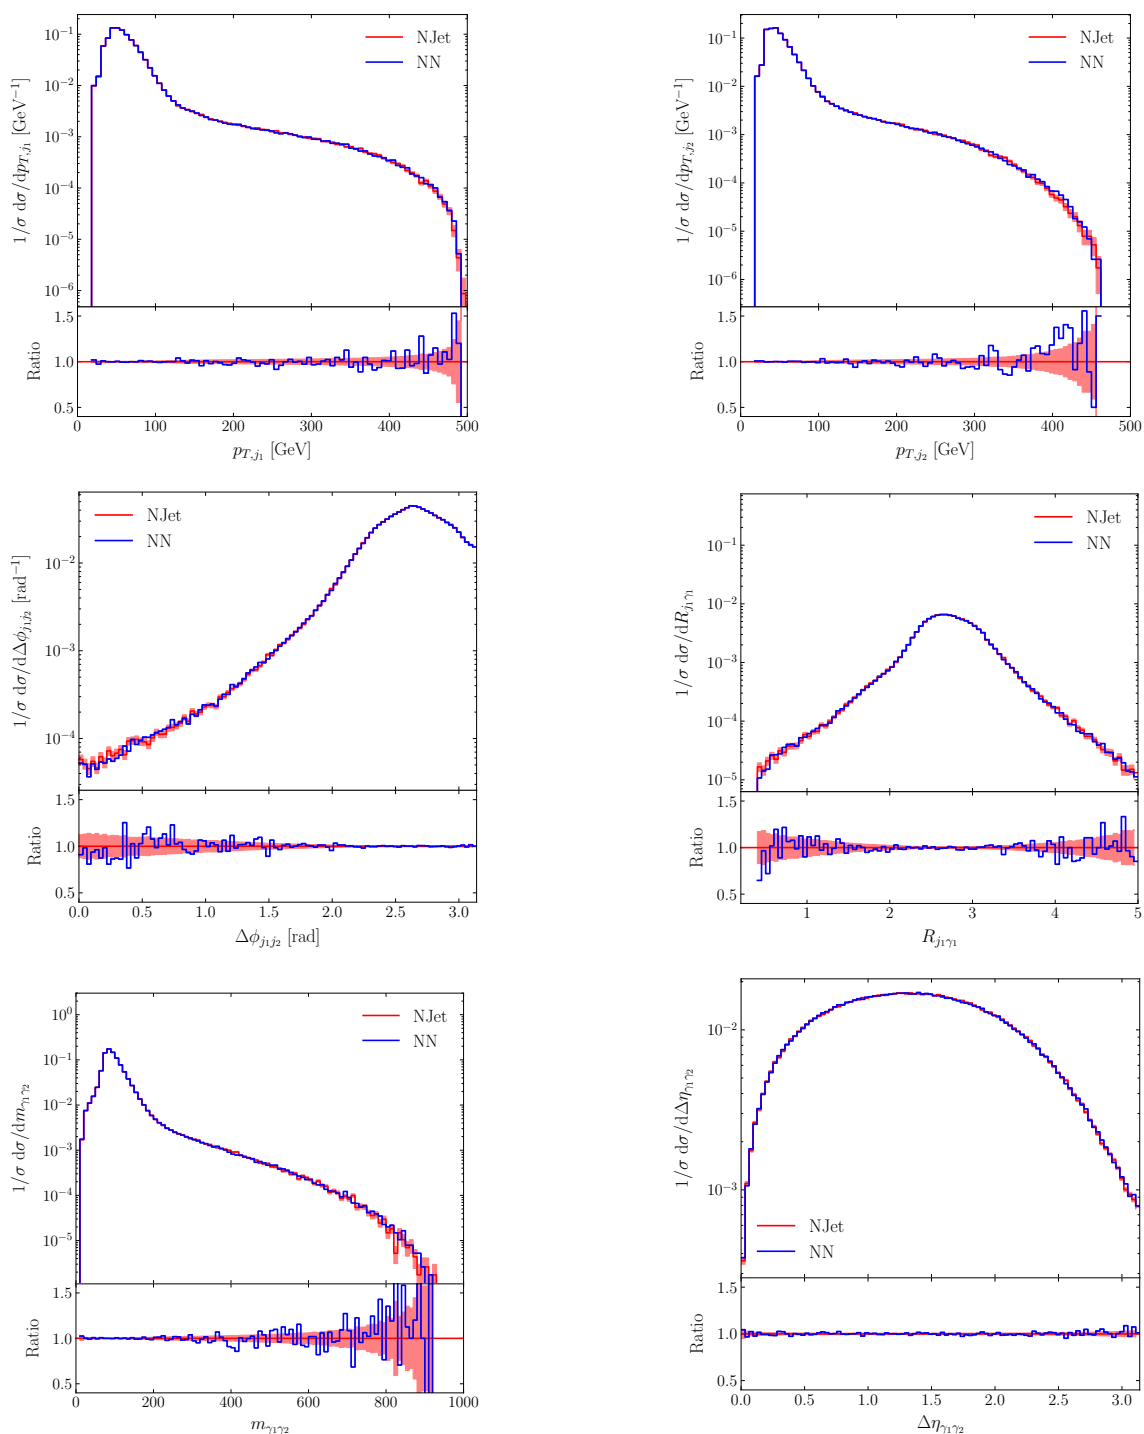 10⁻¹
10⁻²
10⁻³
10⁻⁴
10⁻⁵
10⁻⁶
1/σ dσ/dp_{T,j₁} [GeV⁻¹]
NJet
NN
1.5
1.0
0.5
Ratio
0 100 200 300 400 500
p_{T,j₁} [GeV]
10⁻¹
10⁻²
10⁻³
10⁻⁴
10⁻⁵
10⁻⁶
1/σ dσ/dp_{T,j₂} [GeV⁻¹]
NJet
NN
1.5
1.0
0.5
Ratio
0 100 200 300 400 500
p_{T,j₂} [GeV]
10⁻²
10⁻³
10⁻⁴
1/σ dσ/dΔϕ_{j₁j₂} [rad⁻¹]
NJet
NN
1.5
1.0
0.5
Ratio
0.0 0.5 1.0 1.5 2.0 2.5 3.0
Δϕ_{j₁j₂} [rad]
10⁻¹
10⁻²
10⁻³
10⁻⁴
10⁻⁵
1/σ dσ/dR_{j₁γ₁}
NJet
NN
1.5
1.0
0.5
Ratio
1 2 3 4 5
R_{j₁γ₁}
10⁰
10⁻¹
10⁻²
10⁻³
10⁻⁴
10⁻⁵
1/σ dσ/dm_{γ₁γ₂}
NJet
NN
1.5
1.0
0.5
Ratio
0 200 400 600 800 1000
m_{γ₁γ₂}
10⁻²
10⁻³
1/σ dσ/dΔη_{γ₁γ₂}
NJet
NN
1.5
1.0
0.5
Ratio
0.0 0.5 1.0 1.5 2.0 2.5 3.0
Δη_{γ₁γ₂}